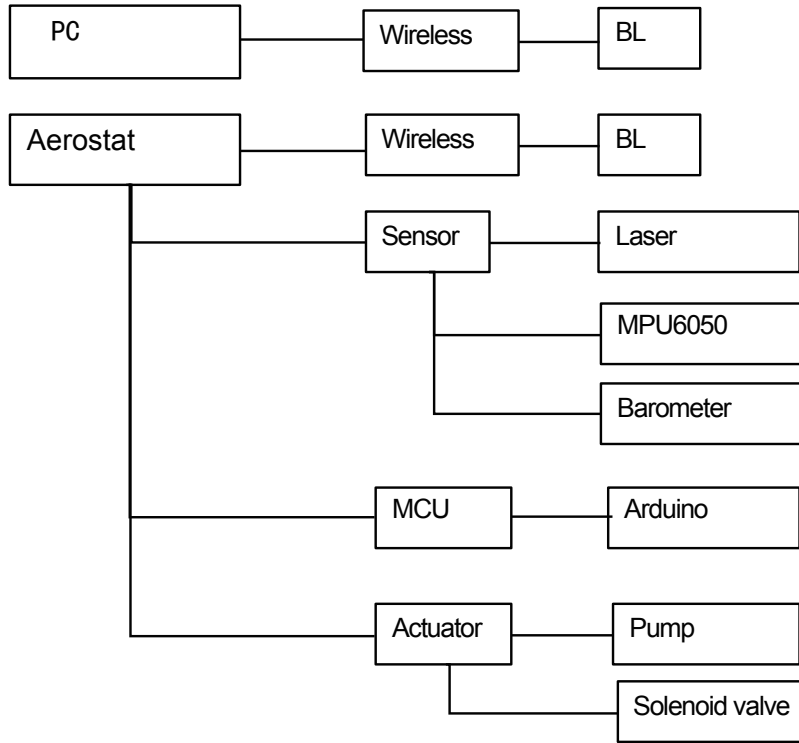 PC
Wireless
BL
Aerostat
Wireless
BL
Sensor
Laser
MPU6050
Barometer
MCU
Arduino
Actuator
Pump
Solenoid valve